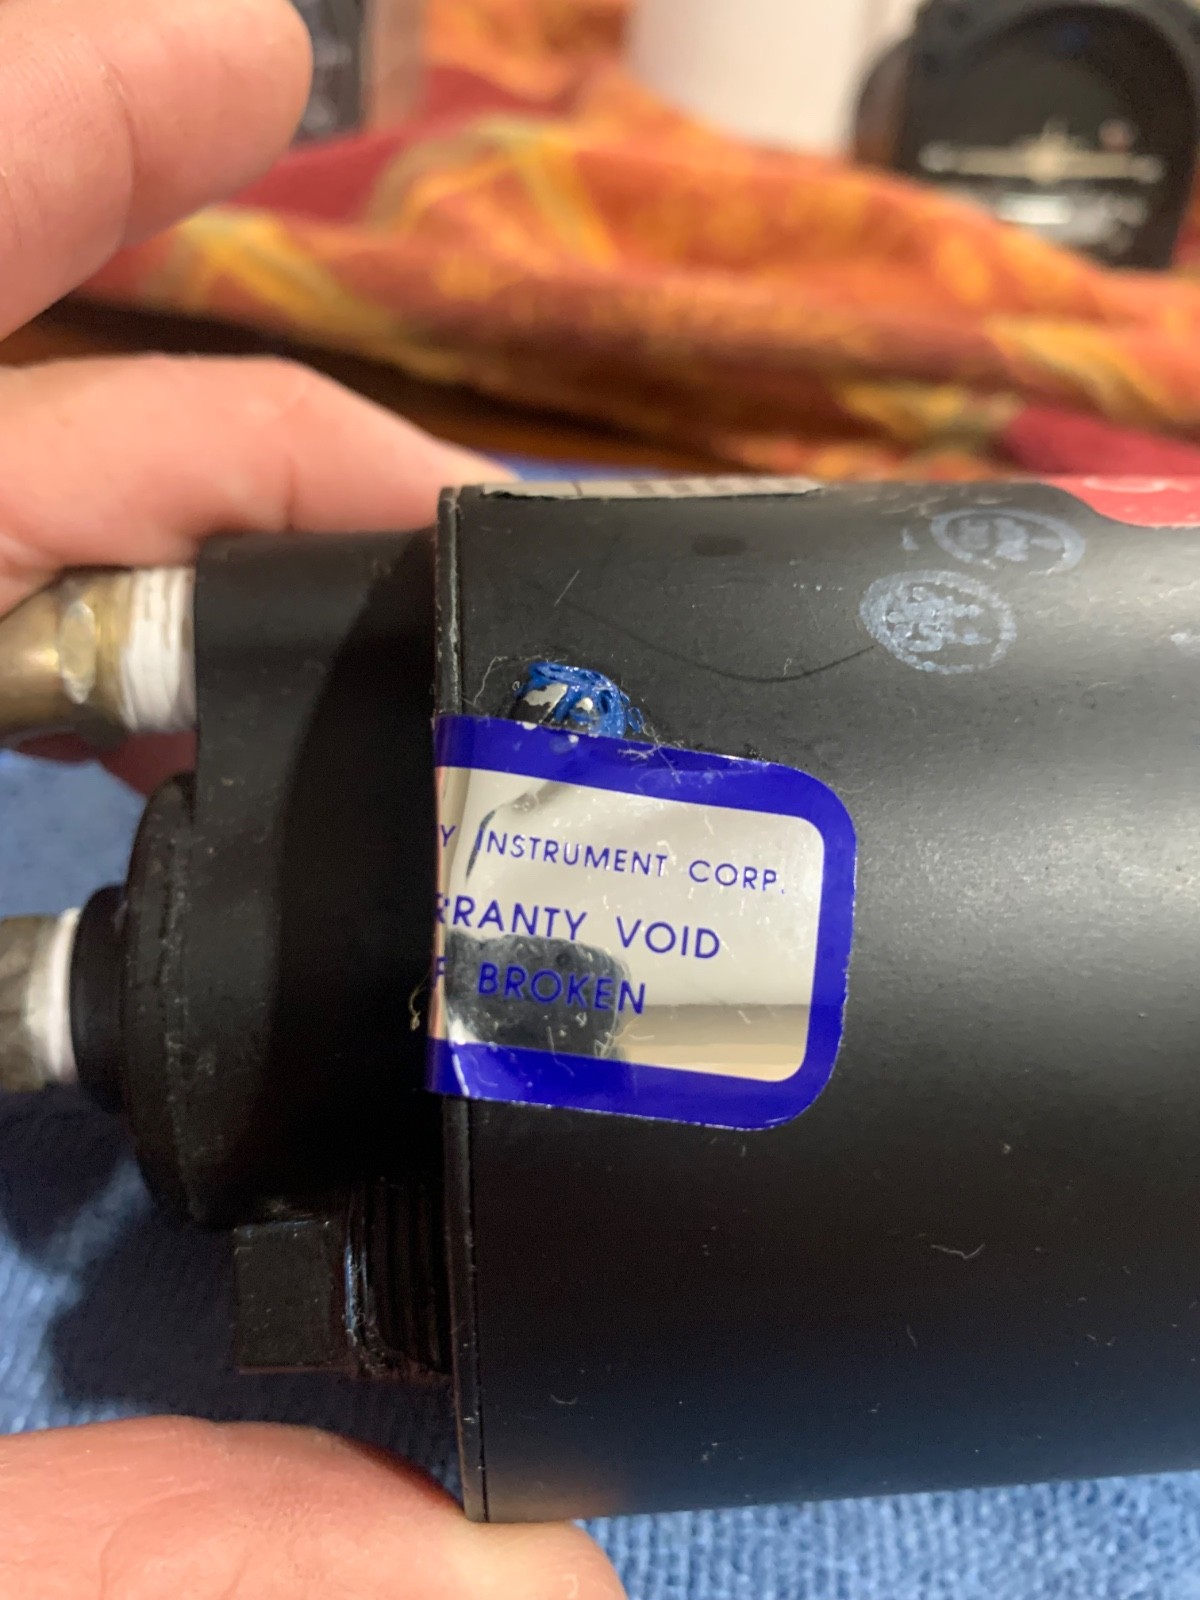 Y INSTRUMENT CORP.
RRANTY VOID
F BROKEN